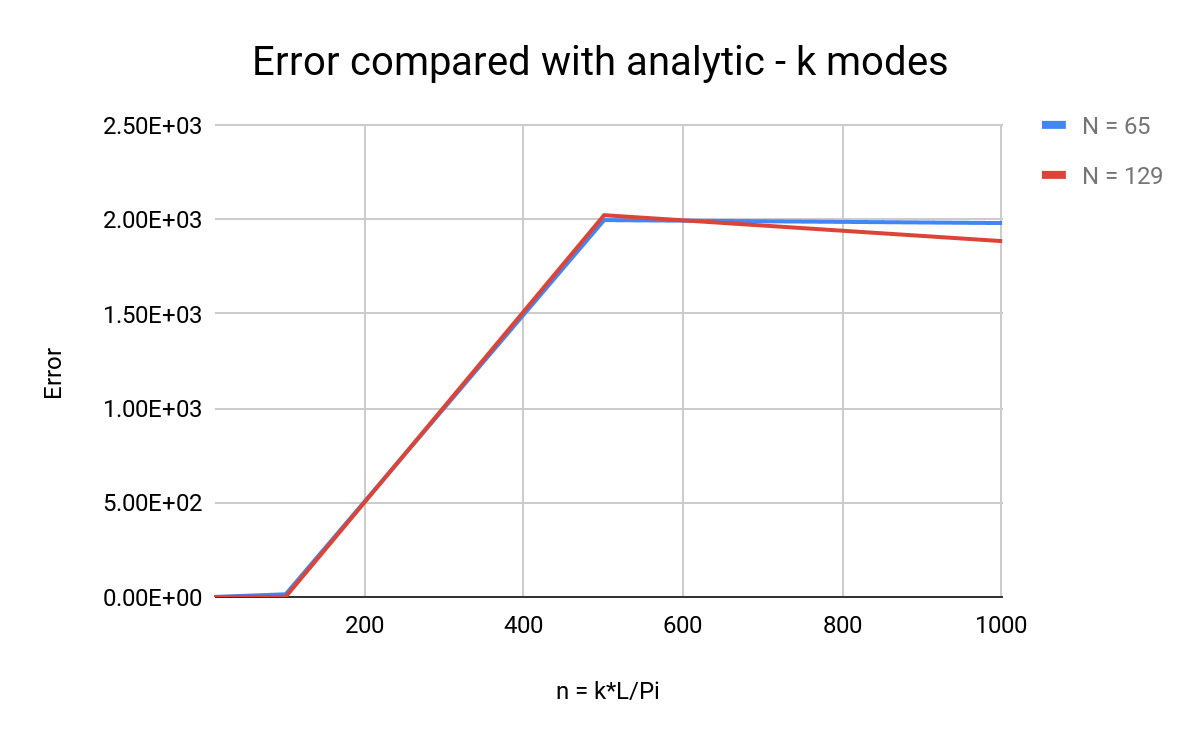 Error compared with analytic - k modes
N = 65
N = 129
2.50E+03
2.00E+03
1.50E+03
1.00E+03
5.00E+02
0.00E+00
Error
200
400
600
800
1000
n = k*L/Pi